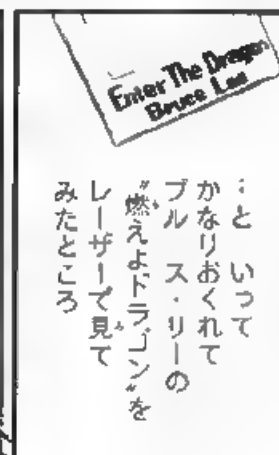 Enter The Dragon
Bruce Lee
…と いって
かなりおくれて
ブル ス・リーの
〝燃えよドラゴン〟を
レーザーで見て
みたところ